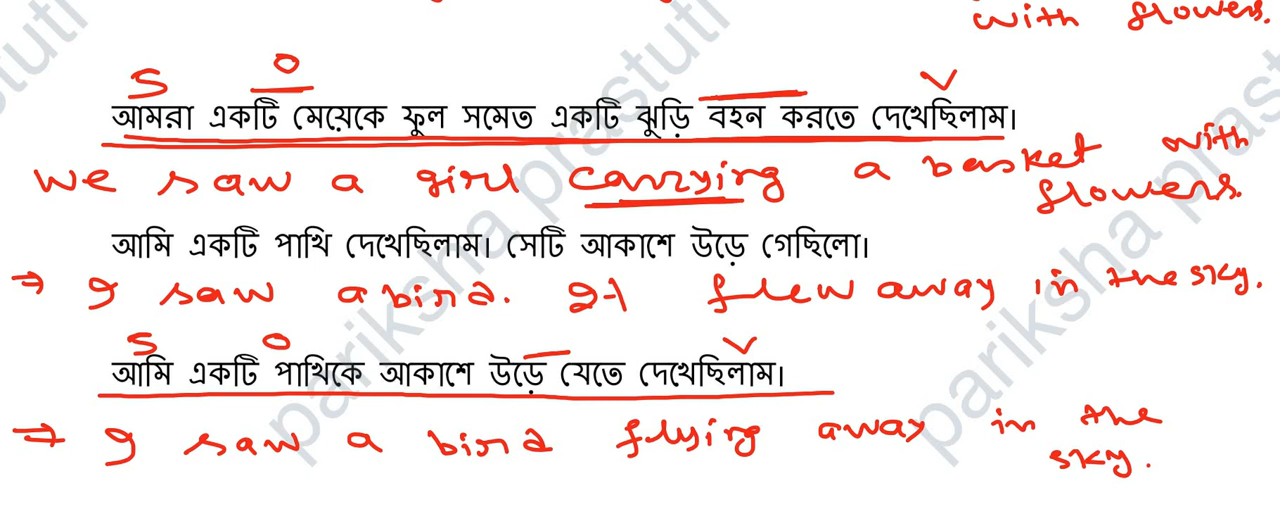 with flowers.
S O V
আমরা একটি মেয়েকে ফুল সমেত একটি ঝুড়ি বহন করতে দেখেছিলাম।
We saw a girl carrying a basket with flowers.
আমি একটি পাখি দেখেছিলাম। সেটি আকাশে উড়ে গেছিলো।
→ I saw a bird. It flew away in the sky.
S O V
আমি একটি পাখিকে আকাশে উড়ে যেতে দেখেছিলাম।
→ I saw a bird flying away in the sky.
pariksha prastuti
pariksha prastuti